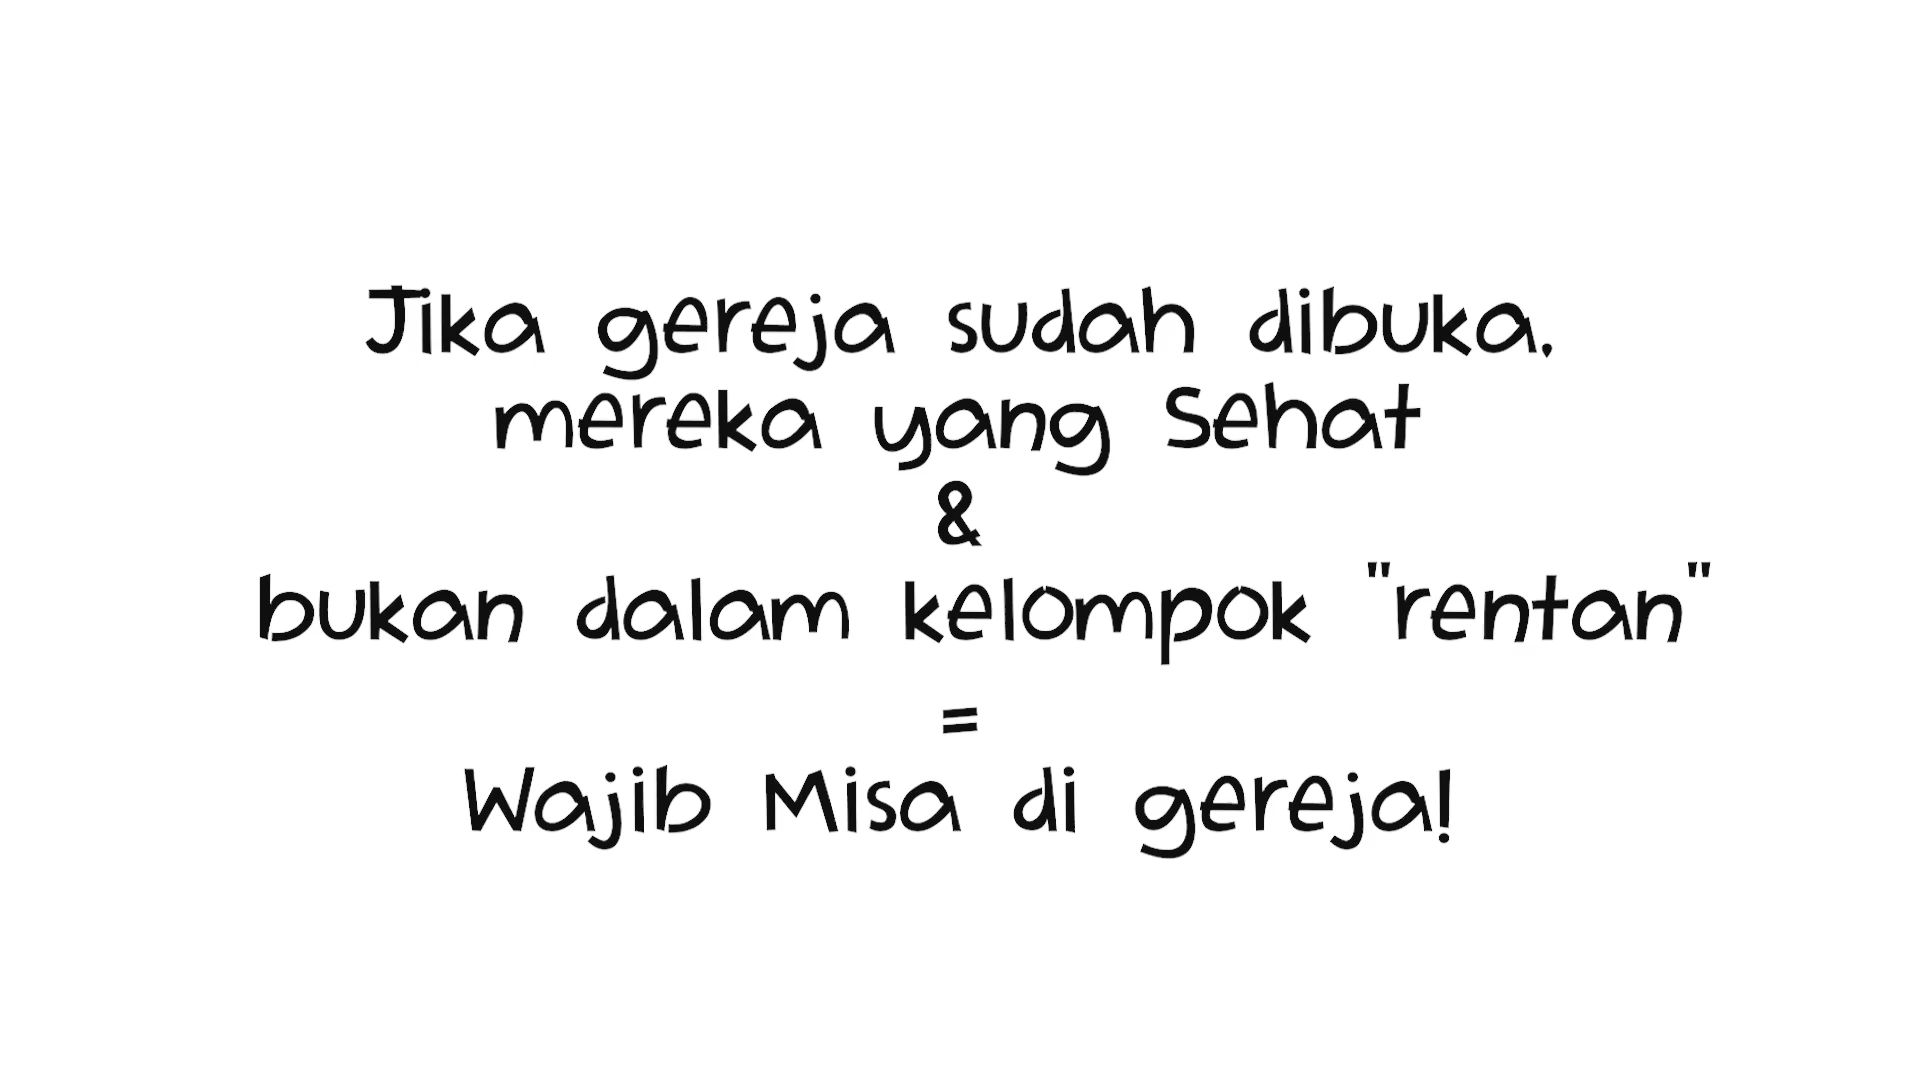 Jika gereja sudah dibuka,
mereka yang Sehat
&
bukan dalam kelompok "rentan"
=
Wajib Misa di gereja!